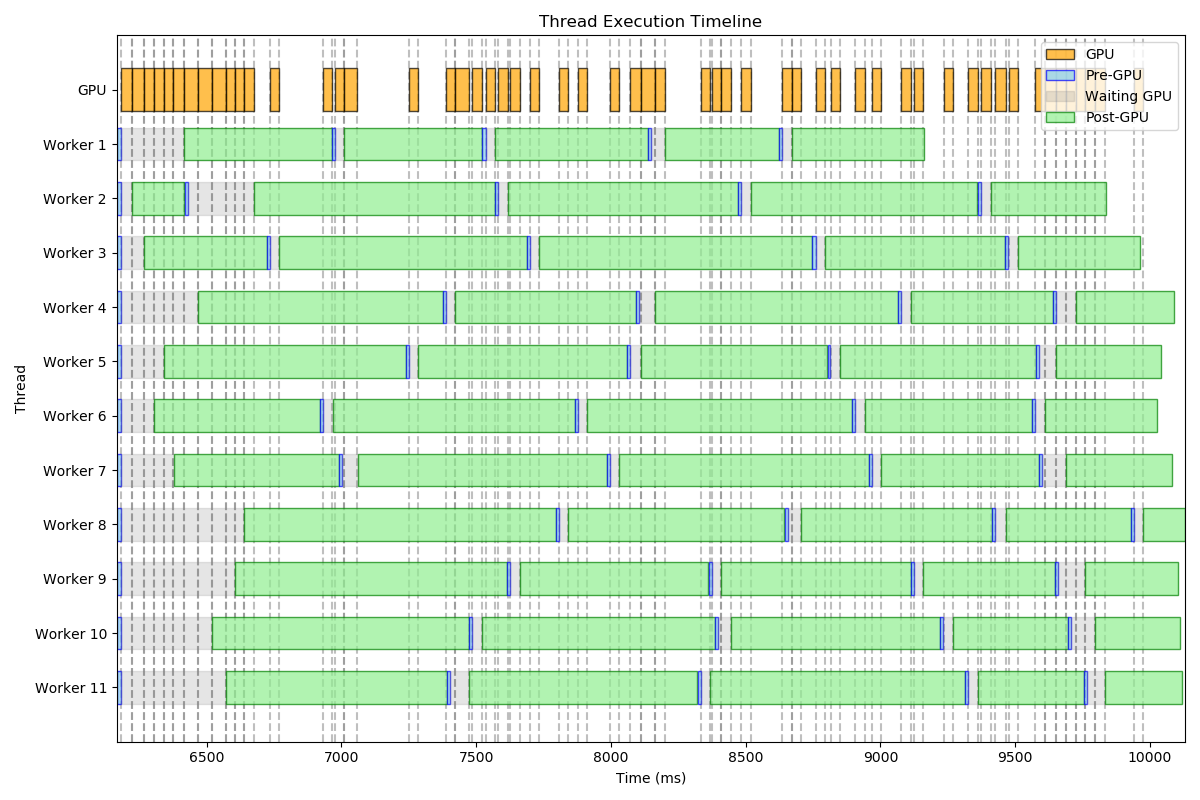 Thread Execution Timeline
GPU
Pre-GPU
Waiting GPU
Post-GPU
Thread
GPU
Worker 1
Worker 2
Worker 3
Worker 4
Worker 5
Worker 6
Worker 7
Worker 8
Worker 9
Worker 10
Worker 11
6500 7000 7500 8000 8500 9000 9500 10000
Time (ms)